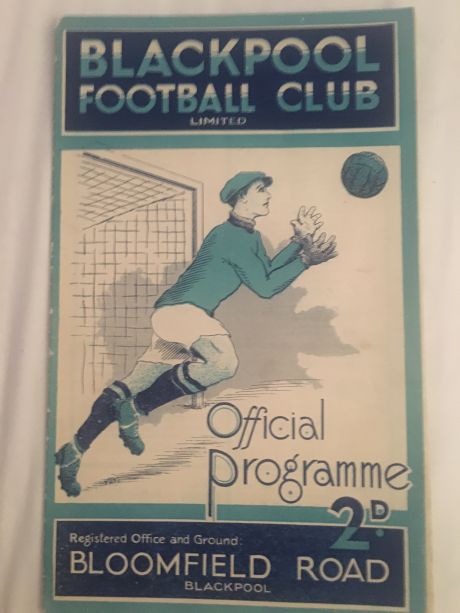 BLACKPOOL
FOOTBALL CLUB
LIMITED
Official
Programme
2D.
Registered Office and Ground:
BLOOMFIELD ROAD
BLACKPOOL